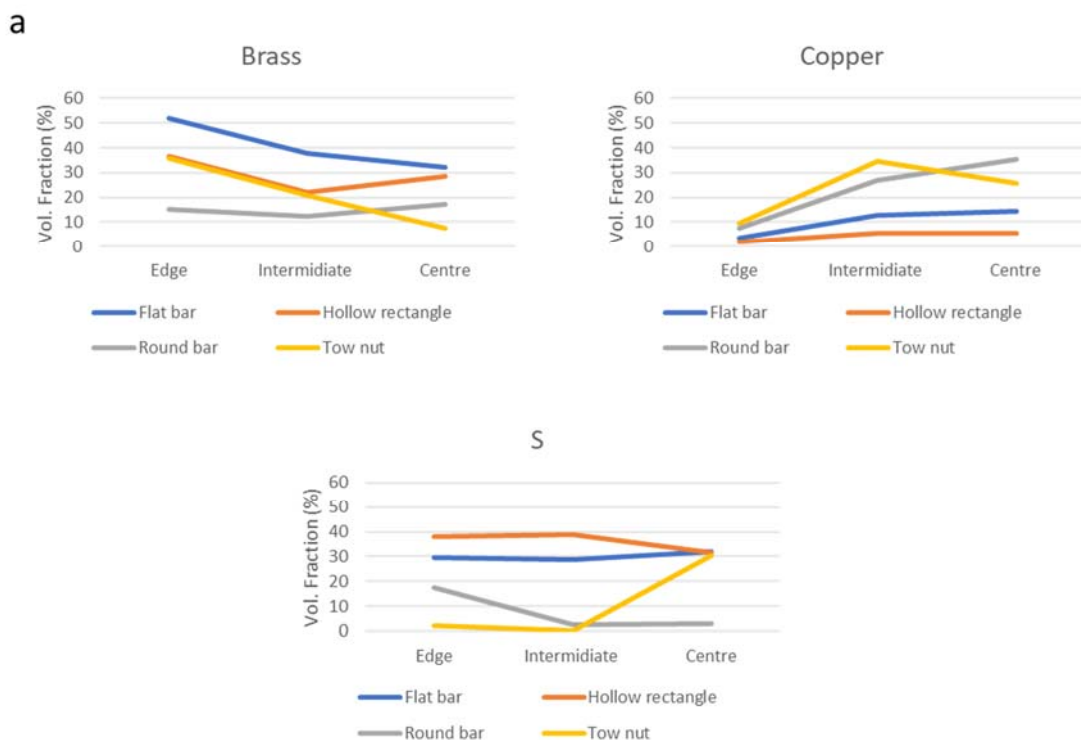 a
Brass
Vol. Fraction (%)
60
50
40
30
20
10
0
Edge Intermidiate Centre
Flat bar Hollow rectangle
Round bar Tow nut
Copper
Vol. Fraction (%)
60
50
40
30
20
10
0
Edge Intermidiate Centre
Flat bar Hollow rectangle
Round bar Tow nut
S
Vol. Fraction (%)
60
50
40
30
20
10
0
Edge Intermidiate Centre
Flat bar Hollow rectangle
Round bar Tow nut